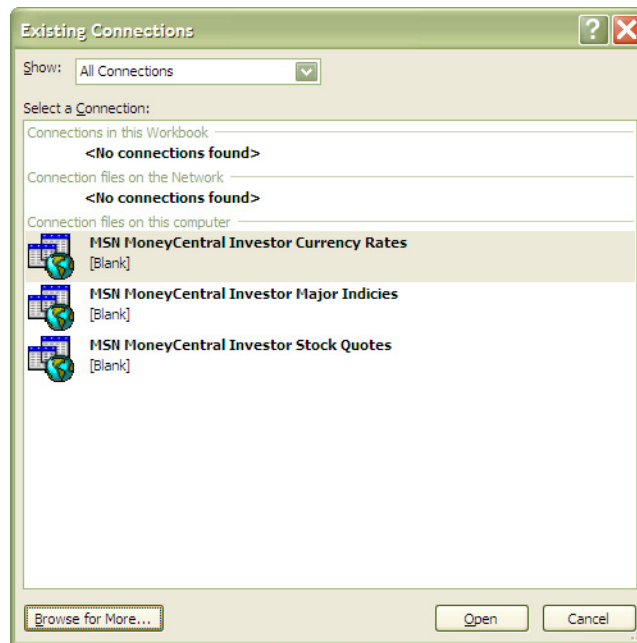 Existing Connections
Show: All Connections
Select a Connection:
Connections in this Workbook
<No connections found>
Connection files on the Network
<No connections found>
Connection files on this computer
MSN MoneyCentral Investor Currency Rates
[Blank]
MSN MoneyCentral Investor Major Indicies
[Blank]
MSN MoneyCentral Investor Stock Quotes
[Blank]
Browse for More... Open Cancel